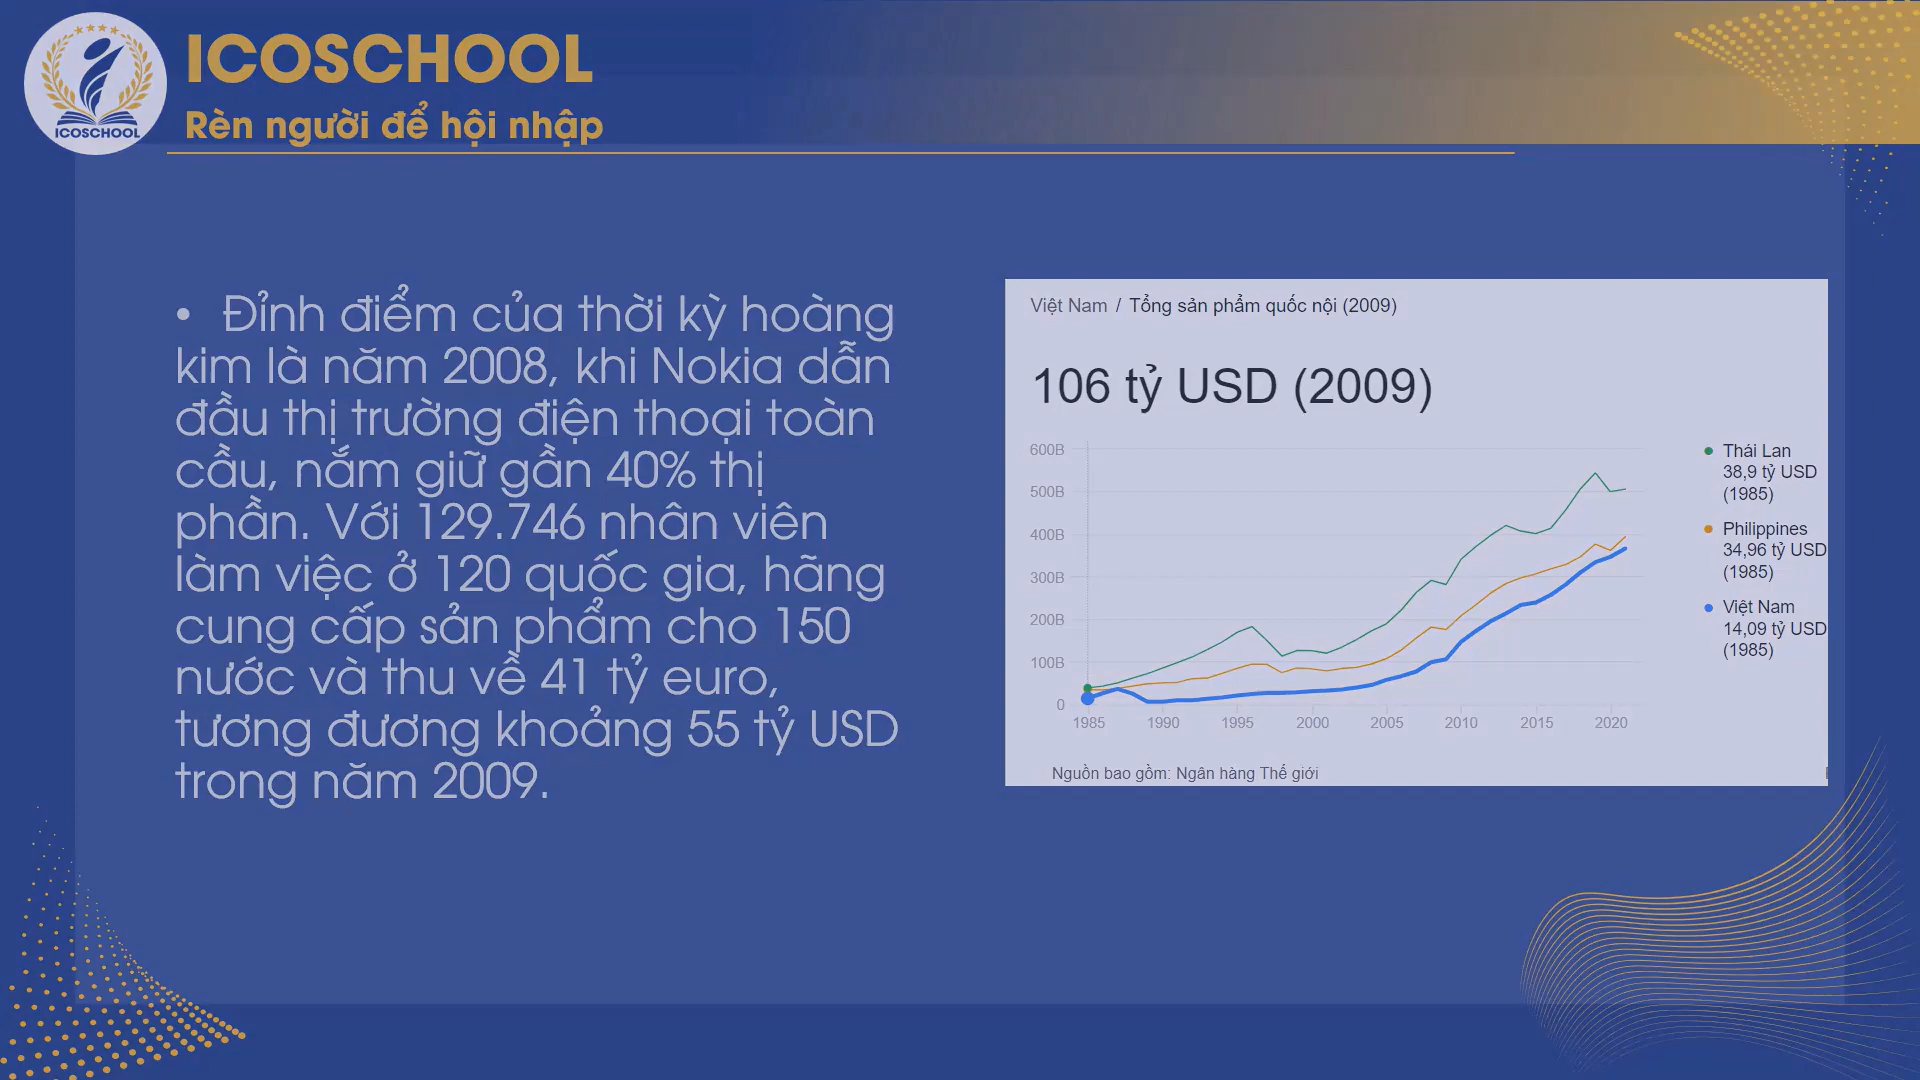 ICOSCHOOL
Rèn người để hội nhập
ICOSCHOOL
• Đỉnh điểm của thời kỳ hoàng
kim là năm 2008, khi Nokia dẫn
đầu thị trường điện thoại toàn
cầu, nắm giữ gần 40% thị
phần. Với 129.746 nhân viên
làm việc ở 120 quốc gia, hãng
cung cấp sản phẩm cho 150
nước và thu về 41 tỷ euro,
tương đương khoảng 55 tỷ USD
trong năm 2009.
Việt Nam / Tổng sản phẩm quốc nội (2009)
106 tỷ USD (2009)
600B
500B
400B
300B
200B
100B
0
1985 1990 1995 2000 2005 2010 2015 2020
Thái Lan
38,9 tỷ USD
(1985)
Philippines
34,96 tỷ USD
(1985)
Việt Nam
14,09 tỷ USD
(1985)
Nguồn bao gồm: Ngân hàng Thế giới